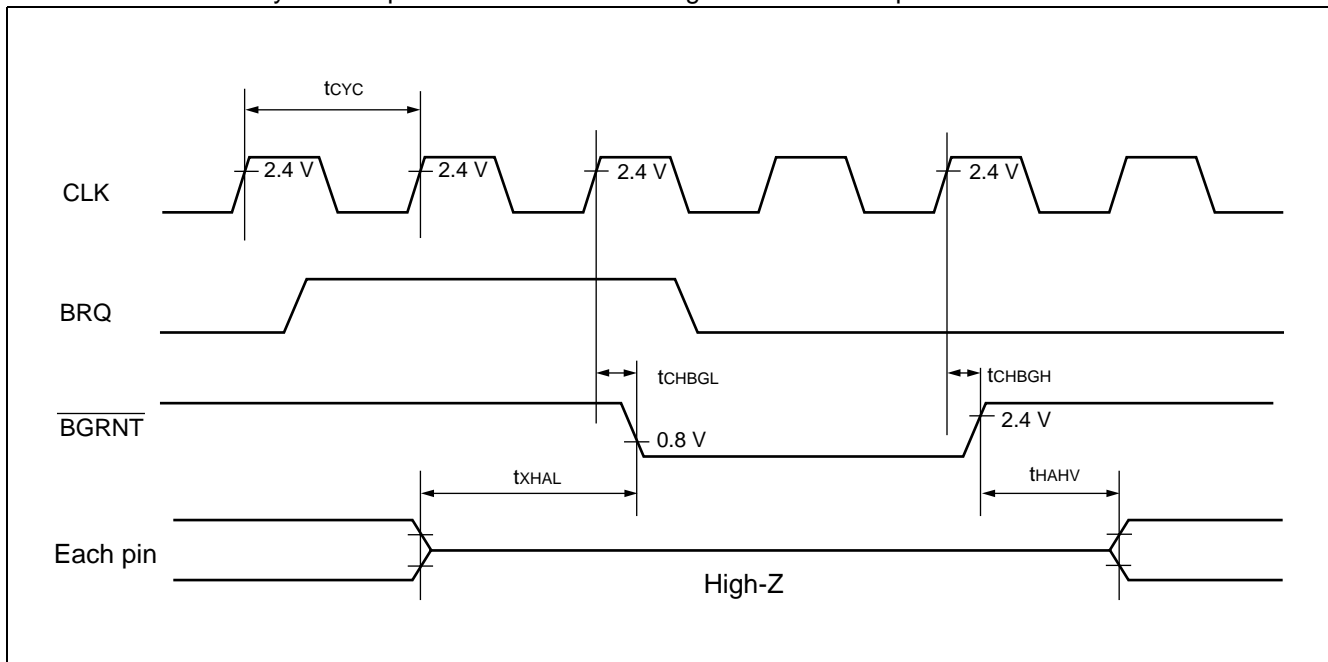 tCYC
2.4 V
2.4 V
2.4 V
2.4 V
CLK
BRQ
tCHBGL
tCHBGH
BGRNT
2.4 V
0.8 V
tXHAL
tHAHV
Each pin
High-Z